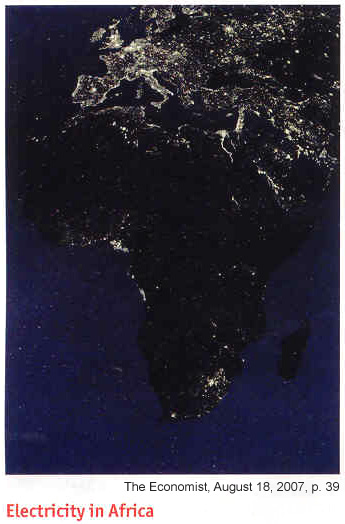 The Economist, August 18, 2007, p. 39
Electricity in Africa